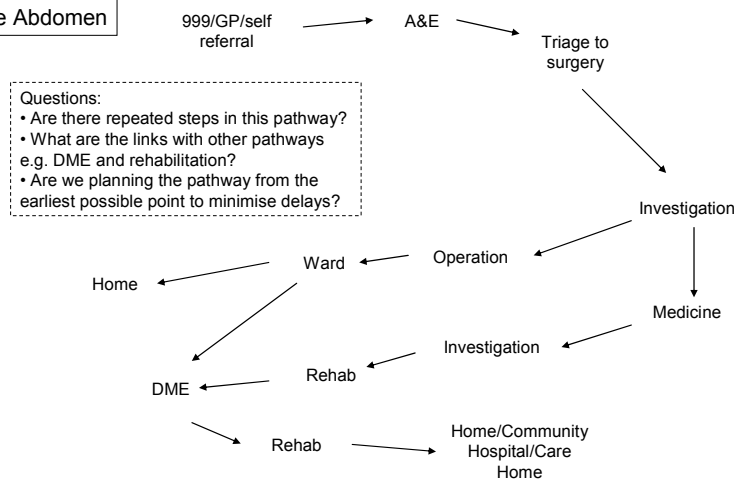 Abdomen
999/GP/self
referral
A&E
Triage to
surgery
Questions:
• Are there repeated steps in this pathway?
• What are the links with other pathways
e.g. DME and rehabilitation?
• Are we planning the pathway from the
earliest possible point to minimise delays?
Investigation
Operation
Ward
Home
Medicine
Investigation
Rehab
DME
Rehab
Home/Community
Hospital/Care
Home